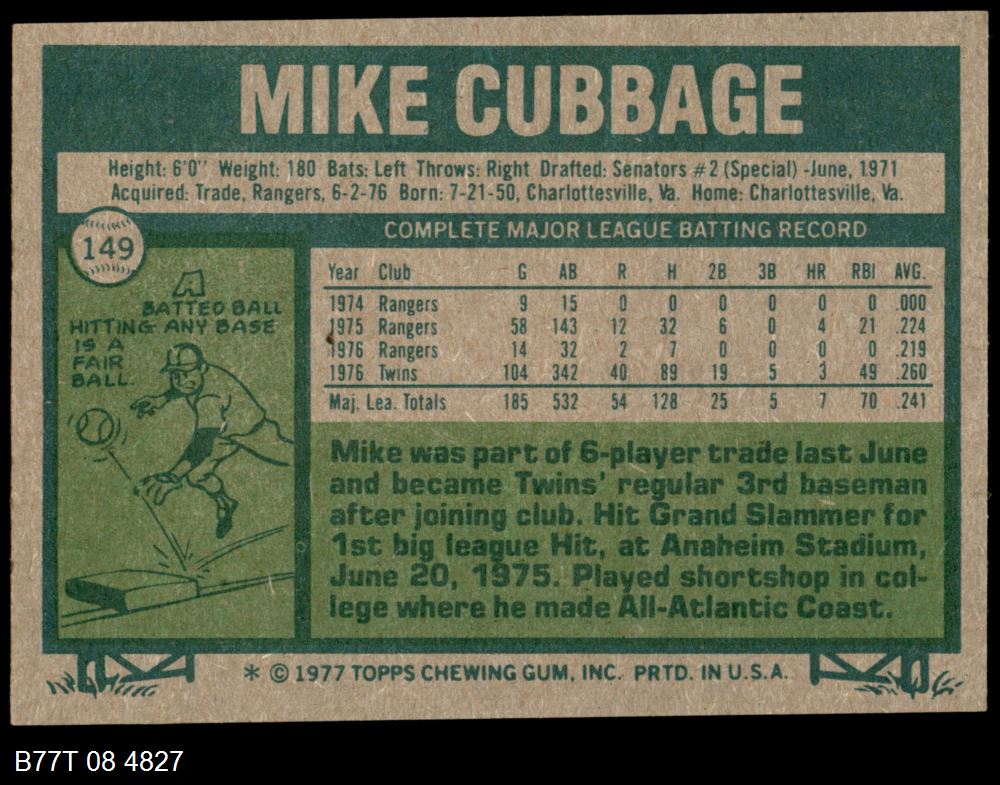 MIKE CUBBAGE
Height: 6'0" Weight: 180 Bats: Left Throws: Right Drafted: Senators #2 (Special) -June, 1971
Acquired: Trade, Rangers, 6-2-76 Born: 7-21-50, Charlottesville, Va. Home: Charlottesville, Va.
149
A
BATTED BALL
HITTING ANY BASE
IS A
FAIR
BALL.
COMPLETE MAJOR LEAGUE BATTING RECORD
Year Club G AB R H 2B 3B HR RBI AVG.
1974 Rangers 9 15 0 0 0 0 0 0 .000
1975 Rangers 58 143 12 32 6 0 4 21 .224
1976 Rangers 14 32 2 7 0 0 0 0 .219
1976 Twins 104 342 40 89 19 5 3 49 .260
Maj. Lea. Totals 185 532 54 128 25 5 7 70 .241
Mike was part of 6-player trade last June
and became Twins' regular 3rd baseman
after joining club. Hit Grand Slammer for
1st big league Hit, at Anaheim Stadium,
June 20, 1975. Played shortshop in col-
lege where he made All-Atlantic Coast.
* © 1977 TOPPS CHEWING GUM, INC. PRTD. IN U.S.A.
B77T 08 4827